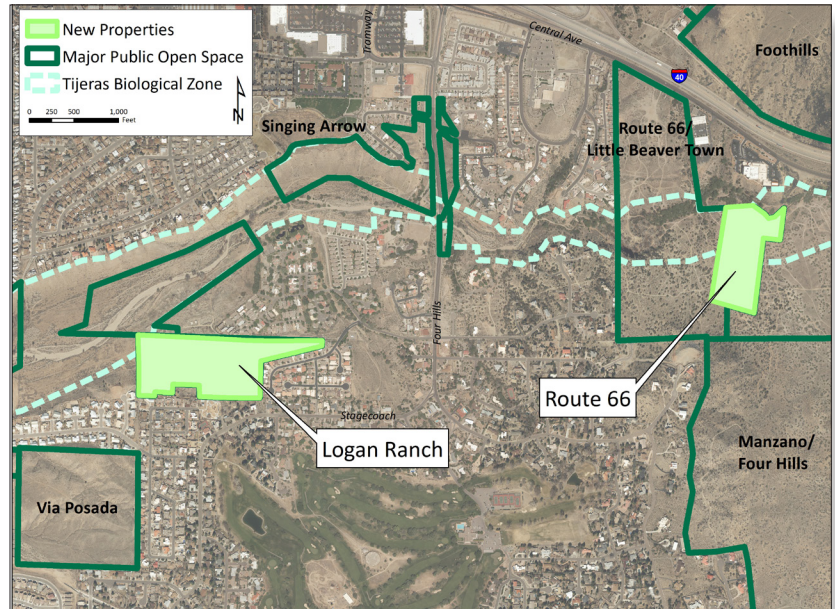 New Properties
Major Public Open Space
Tijeras Biological Zone
0 250 500 1,000
Feet
N
Tramway
Central Ave
40
Foothills
Singing Arrow
Route 66/
Little Beaver Town
Four Hills
Route 66
Stagecoach
Logan Ranch
Manzano/
Four Hills
Via Posada